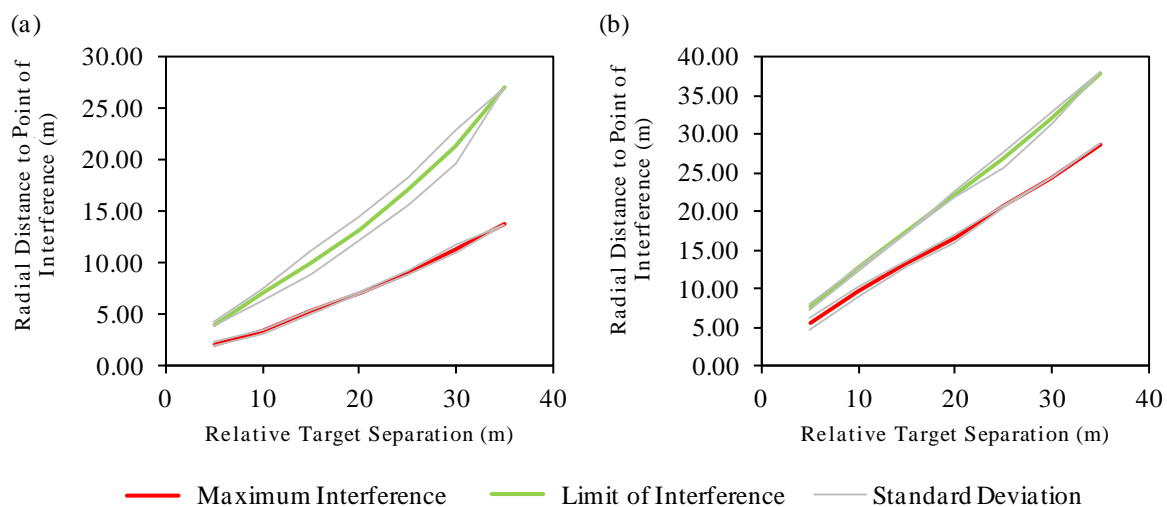 (a)
Radial Distance to Point of
Interference (m)
30.00
25.00
20.00
15.00
10.00
5.00
0.00
0
10
20
30
40
Relative Target Separation (m)
(b)
Radial Distance to Point of
Interference (m)
40.00
35.00
30.00
25.00
20.00
15.00
10.00
5.00
0.00
0
10
20
30
40
Relative Target Separation (m)
Maximum Interference
Limit of Interference
Standard Deviation